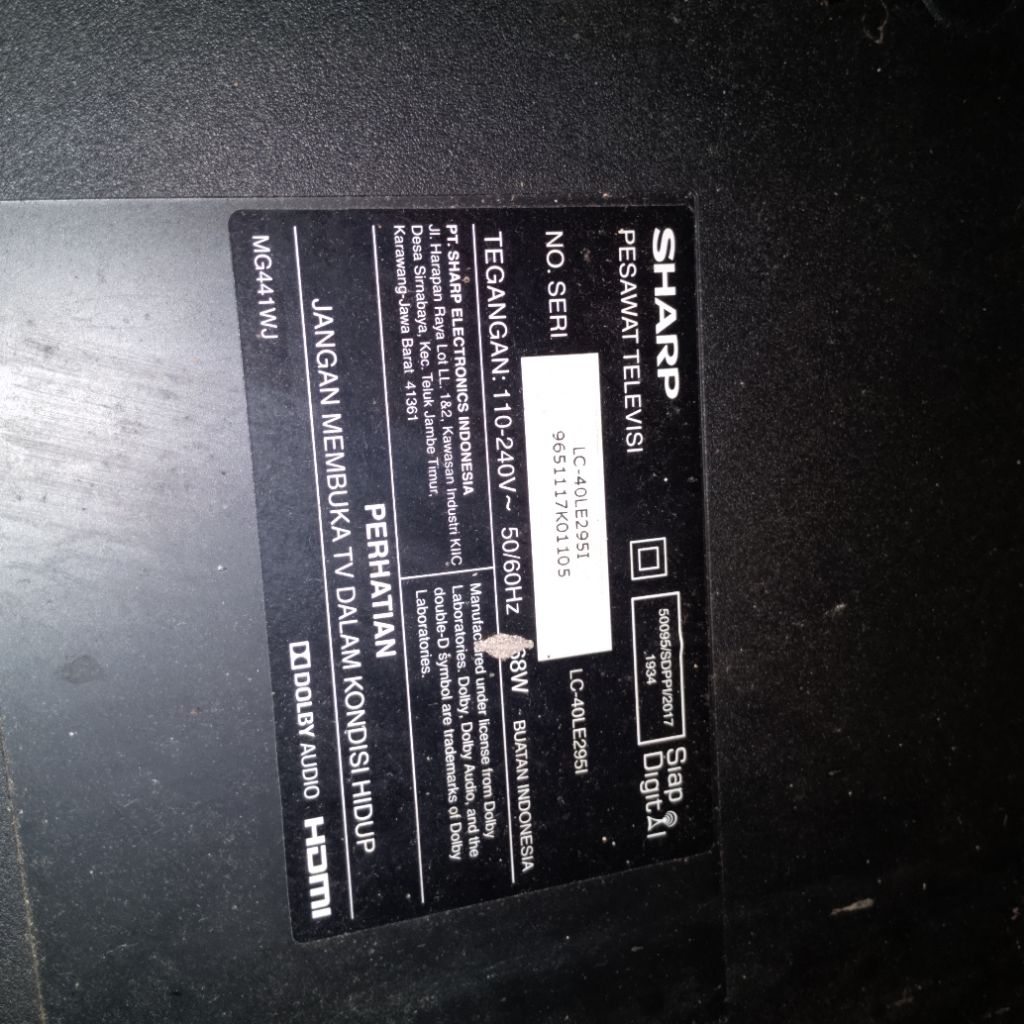 SHARP
PESAWAT TELEVISI
50095/SDPPI/2017
1934
Siap
Digital
NO. SERI
LC-40LE295I
9651117K01105
LC-40LE295I
TEGANGAN: 110-240V~ 50/60Hz 68W BUATAN INDONESIA
PT. SHARP ELECTRONICS INDONESIA
Jl. Harapan Raya Lot LL. 1&2, Kawasan Industri KIIC
Desa Sirnabaya, Kec. Teluk Jambe Timur,
Karawang-Jawa Barat 41361
Manufactured under license from Dolby
Laboratories. Dolby, Dolby Audio, and the
double-D symbol are trademarks of Dolby
Laboratories.
PERHATIAN
JANGAN MEMBUKA TV DALAM KONDISI HIDUP
MG441WJ
DOLBY AUDIO
HDMI